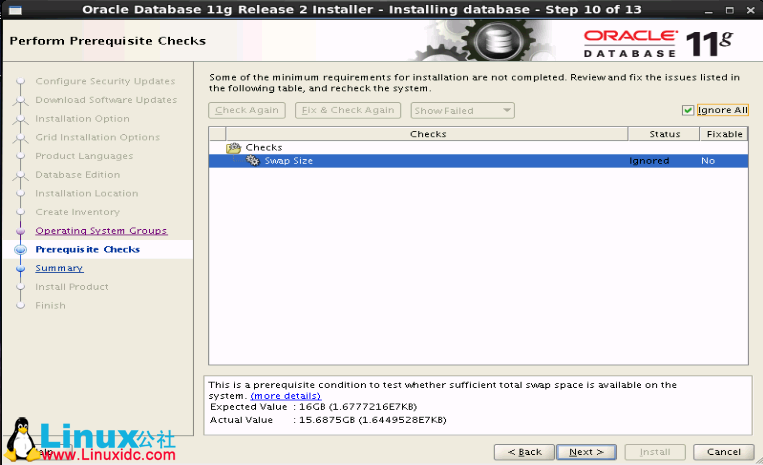 Oracle Database 11g Release 2 Installer - Installing database - Step 10 of 13
Perform Prerequisite Checks
ORACLE
DATABASE 11g
Configure Security Updates
Download Software Updates
Installation Option
Grid Installation Options
Product Languages
Database Edition
Installation Location
Create Inventory
Operating System Groups
Prerequisite Checks
Summary
Install Product
Finish
Some of the minimum requirements for installation are not completed. Review and fix the issues listed in
the following table, and recheck the system.
Check Again Fix & Check Again Show Failed Ignore All
Checks Status Fixable
Checks
Swap Size Ignored No
This is a prerequisite condition to test whether sufficient total swap space is available on the
system. (more details)
Expected Value : 16GB (1.6777216E7KB)
Actual Value : 15.6875GB (1.6449528E7KB)
Linux公社
www.Linuxidc.com
< Back Next > Install Cancel